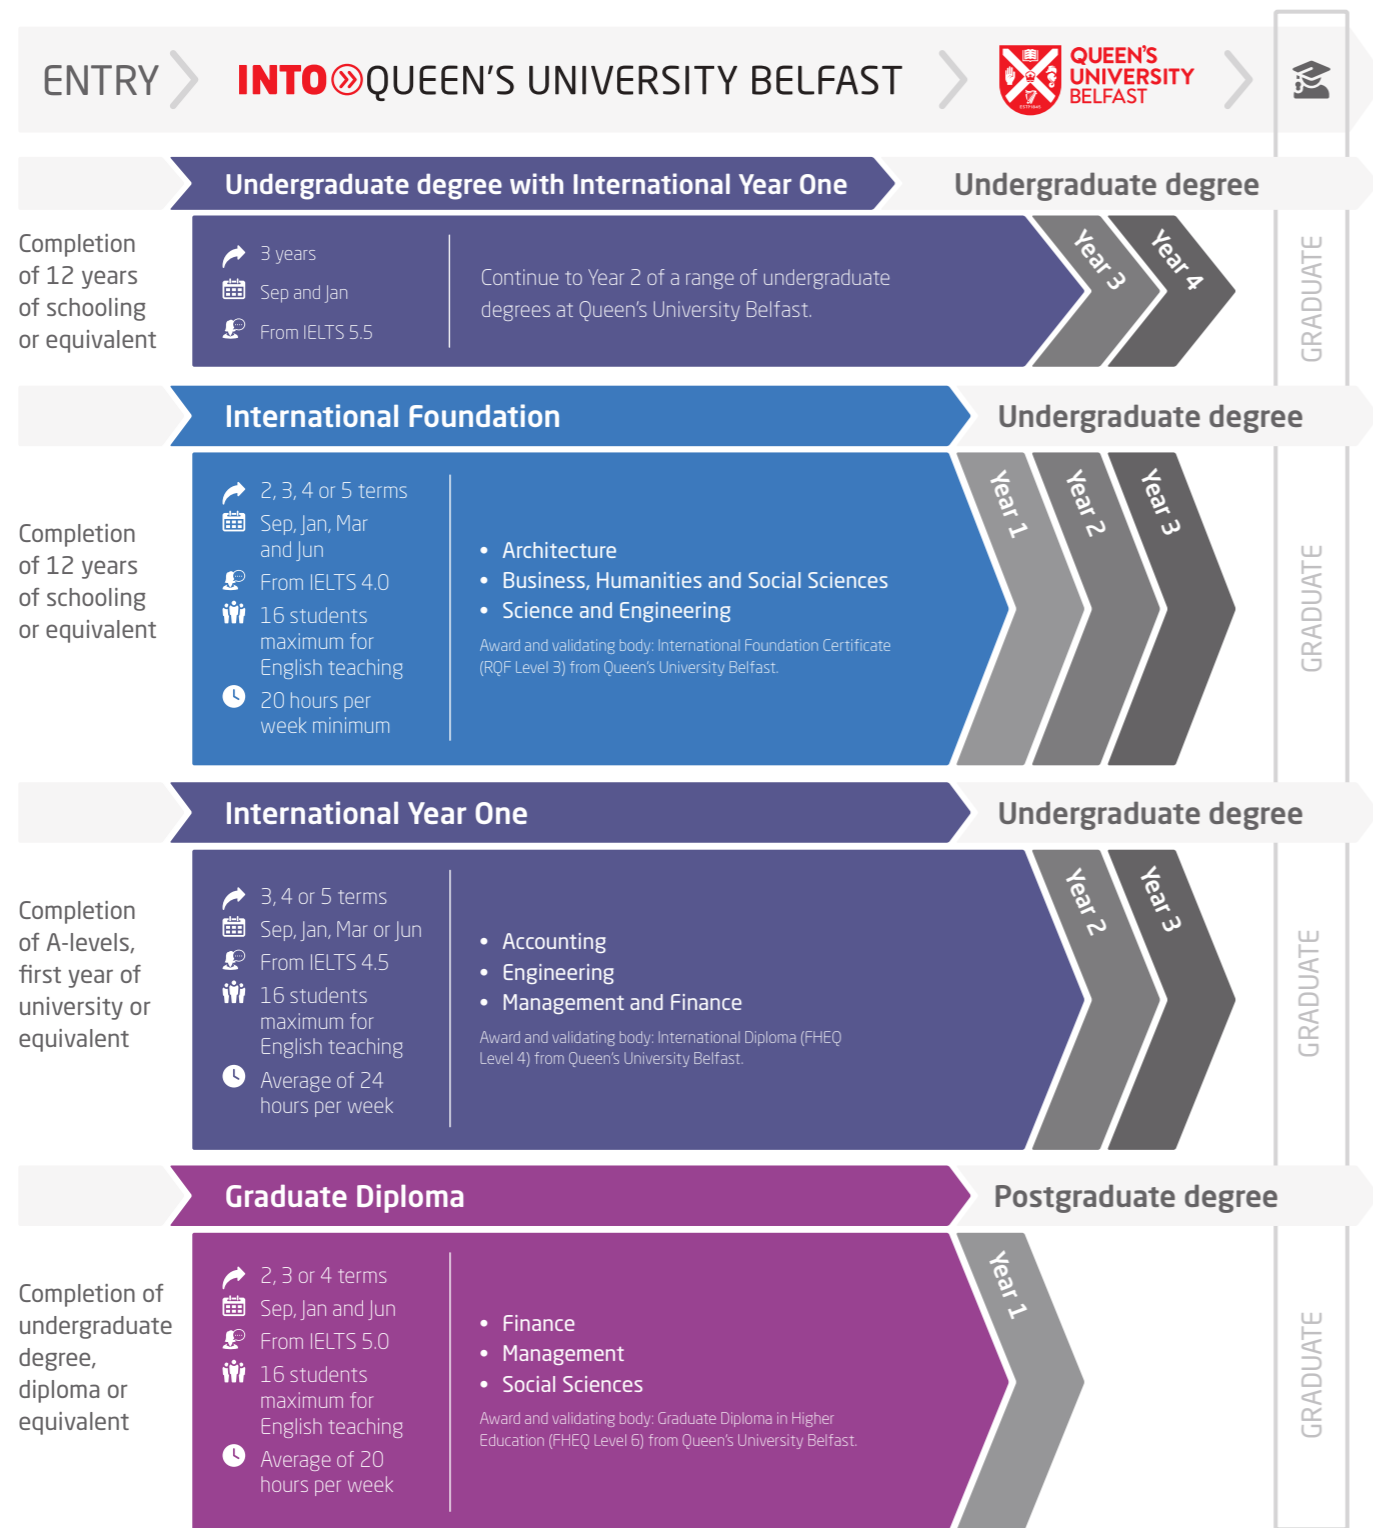 ENTRY
INTO QUEEN'S UNIVERSITY BELFAST
QUEEN'S
UNIVERSITY
BELFAST
Undergraduate degree with International Year One
Undergraduate degree
Completion
of 12 years
of schooling
or equivalent
3 years
Sep and Jan
From IELTS 5.5
Continue to Year 2 of a range of undergraduate
degrees at Queen's University Belfast.
Year 3
Year 4
GRADUATE
International Foundation
Undergraduate degree
Completion
of 12 years
of schooling
or equivalent
2, 3, 4 or 5 terms
Sep, Jan, Mar
and Jun
From IELTS 4.0
16 students
maximum for
English teaching
20 hours per
week minimum
• Architecture
• Business, Humanities and Social Sciences
• Science and Engineering
Award and validating body: International Foundation Certificate
(RQF Level 3) from Queen's University Belfast.
Year 1
Year 2
Year 3
GRADUATE
International Year One
Undergraduate degree
Completion
of A-levels,
first year of
university or
equivalent
3, 4 or 5 terms
Sep, Jan, Mar or Jun
From IELTS 4.5
16 students
maximum for
English teaching
Average of 24
hours per week
• Accounting
• Engineering
• Management and Finance
Award and validating body: International Diploma (FHEQ
Level 4) from Queen's University Belfast.
Year 2
Year 3
GRADUATE
Graduate Diploma
Postgraduate degree
Completion of
undergraduate
degree,
diploma or
equivalent
2, 3 or 4 terms
Sep, Jan and Jun
From IELTS 5.0
16 students
maximum for
English teaching
Average of 20
hours per week
• Finance
• Management
• Social Sciences
Award and validating body: Graduate Diploma in Higher
Education (FHEQ Level 6) from Queen's University Belfast.
Year 1
GRADUATE